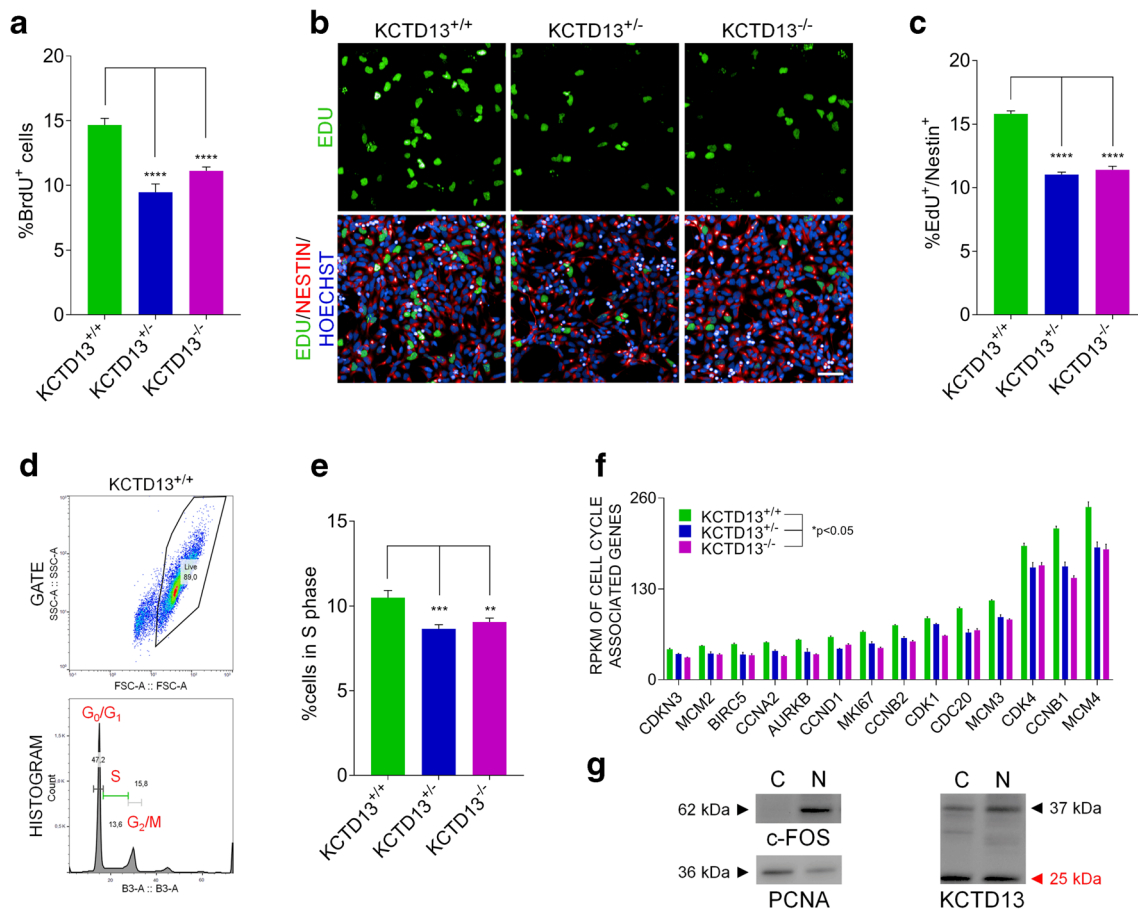 a
%BrdU+ cells
20
15
10
5
0
****
****
KCTD13+/+
KCTD13+/-
KCTD13-/-
b
KCTD13+/+
KCTD13+/-
KCTD13-/-
EDU
EDU/NESTIN/
HOECHST
c
%EdU+/Nestin+
20
15
10
5
0
****
****
KCTD13+/+
KCTD13+/-
KCTD13-/-
d
KCTD13+/+
GATE
SSC-A :: SSC-A
Live
89,0
FSC-A :: FSC-A
HISTOGRAM
Count
G0/G1
47,2
S
15,8
13,6
G2/M
20
40
60
B3-A :: B3-A
e
%cells in S phase
15
10
5
0
***
**
KCTD13+/+
KCTD13+/-
KCTD13-/-
f
RPKM OF CELL CYCLE
ASSOCIATED GENES
260
130
0
KCTD13+/+
KCTD13+/-
KCTD13-/-
*p<0.05
CDKN3
MCM2
BIRC5
CCNA2
AURKB
CCND1
MKI67
CCNB2
CDK1
CDC20
MCM3
CDK4
CCNB1
MCM4
g
C N
62 kDa
c-FOS
36 kDa
PCNA
C N
37 kDa
25 kDa
KCTD13